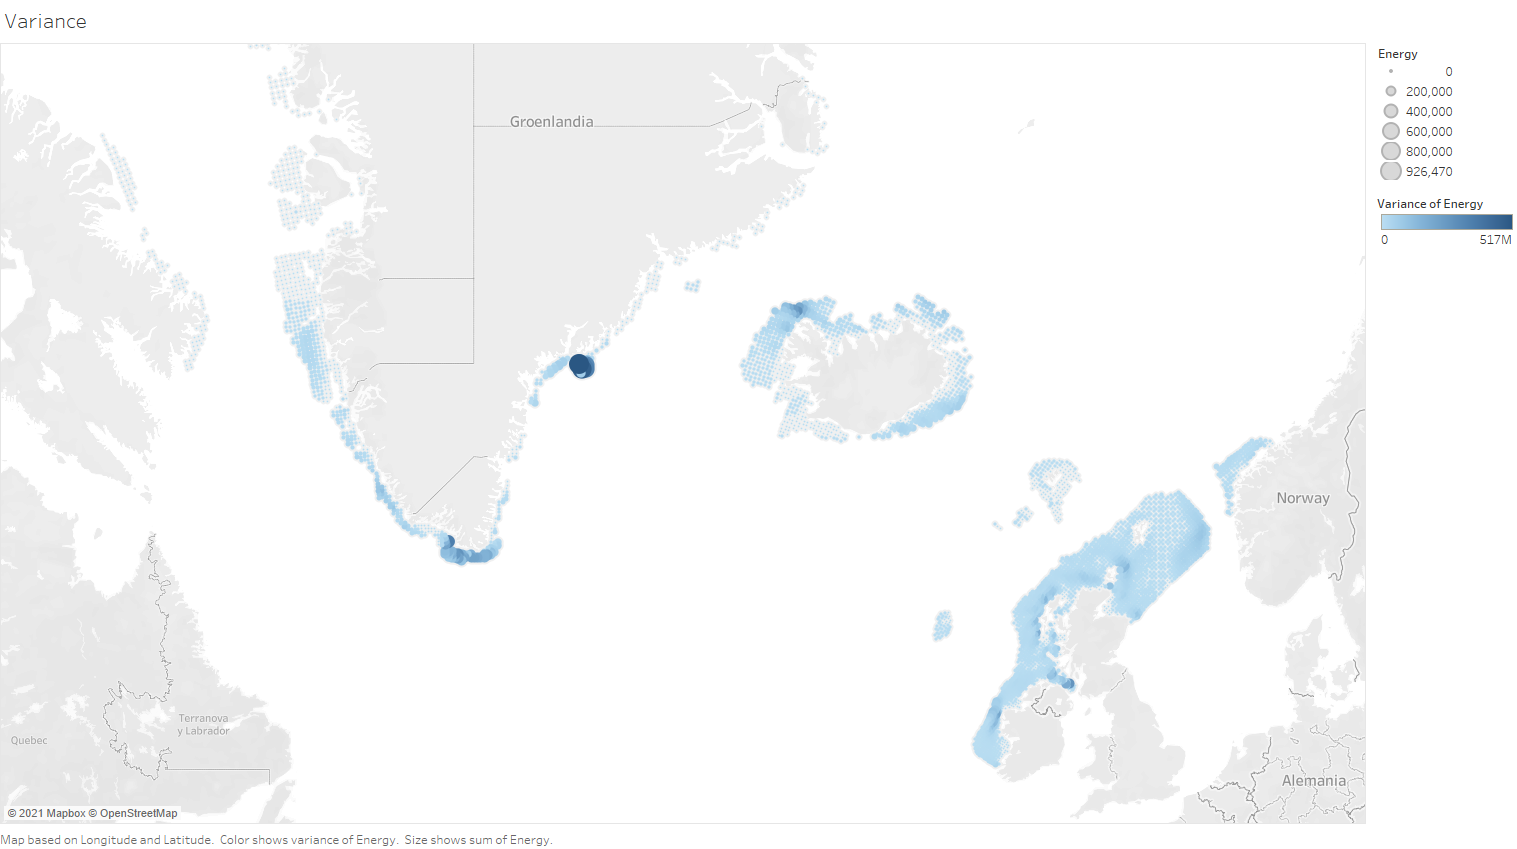 Variance
Groenlandia
Norway
Terranova
y Labrador
Quebec
Alemania
© 2021 Mapbox © OpenStreetMap
Energy
0
200,000
400,000
600,000
800,000
926,470
Variance of Energy
0 517M
Map based on Longitude and Latitude. Color shows variance of Energy. Size shows sum of Energy.